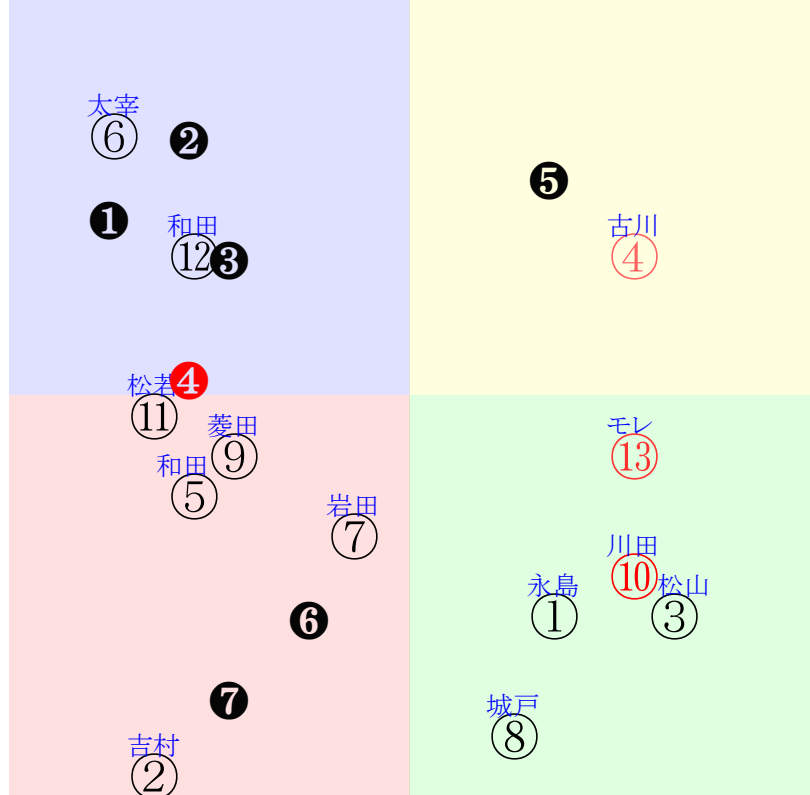 太宰
⑥
❷
❶
和田
⑫
❸
❺
古川
④
松若
❹
⑪
菱田
⑨
和田
⑤
岩田
⑦
❻
❼
吉村
②
モレ
⑬
川田
⑩
永島
①
松山
③
城戸
⑧